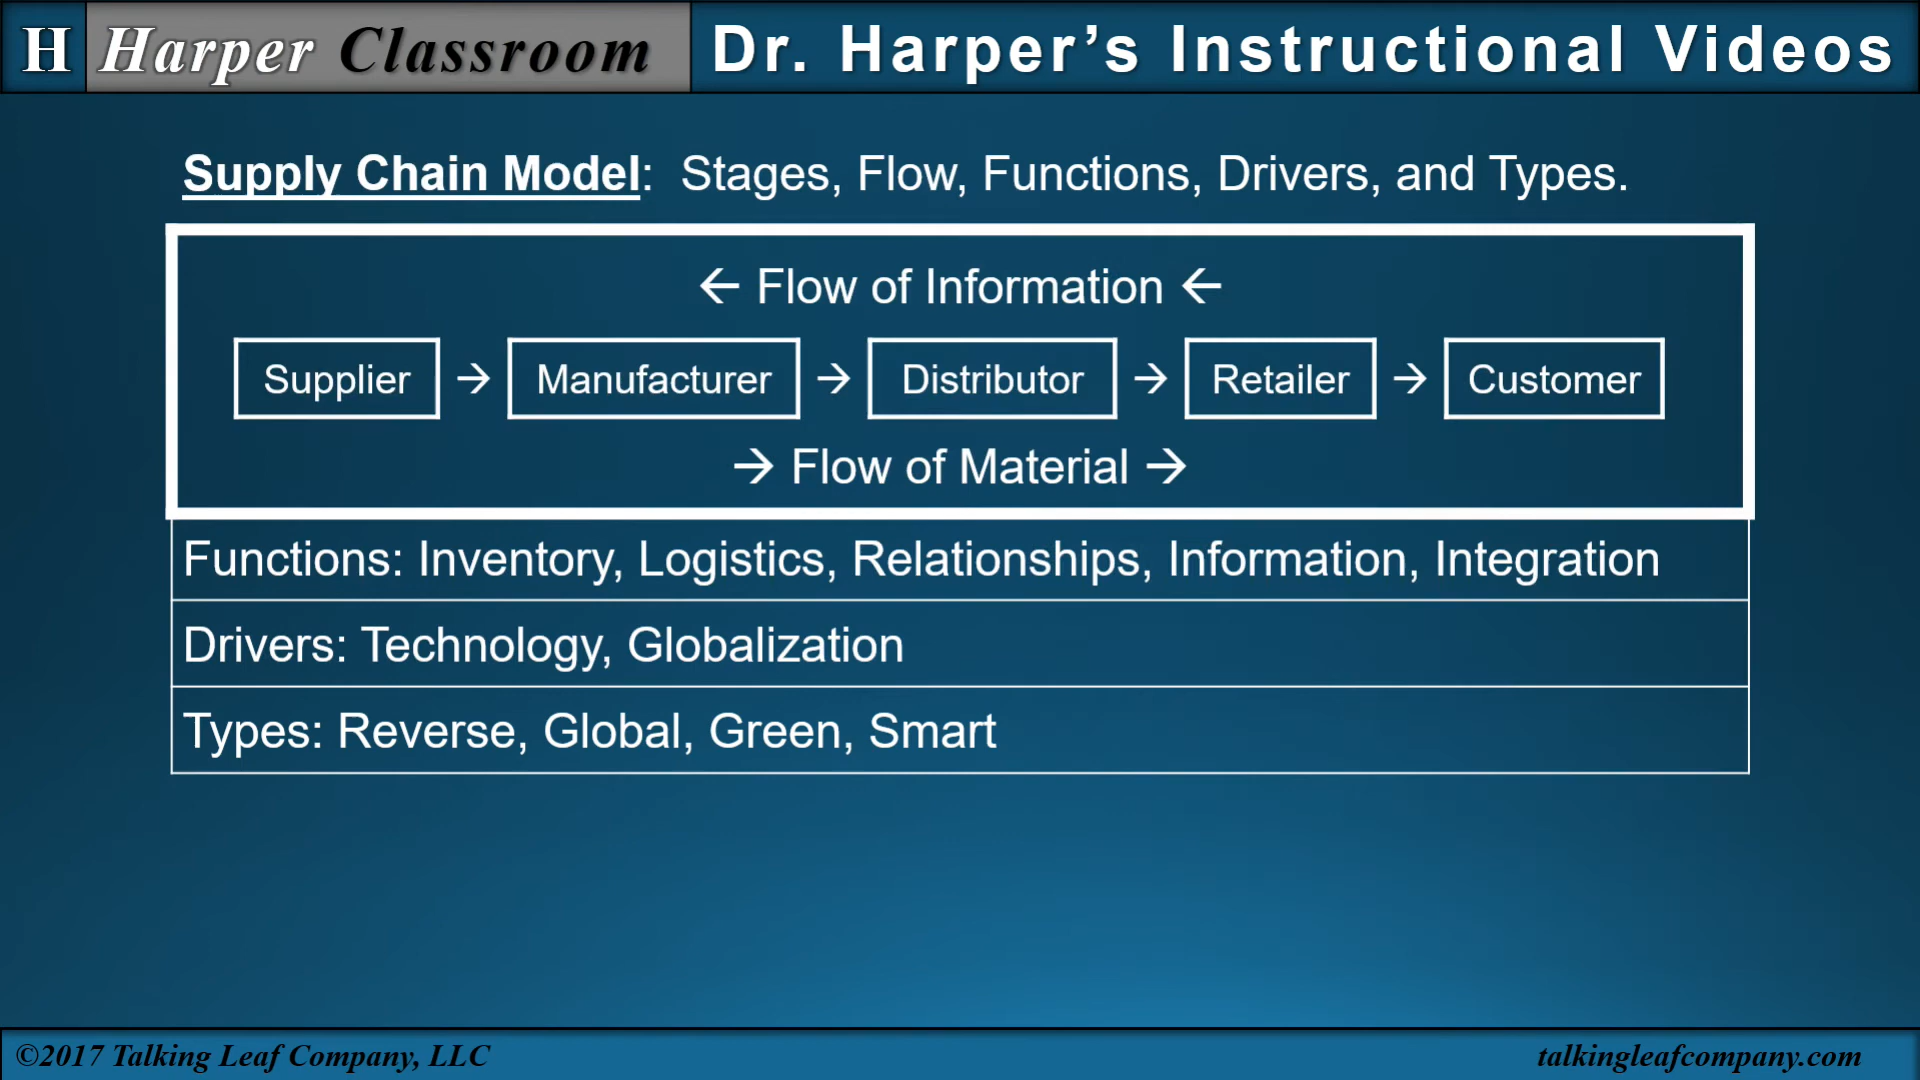 H Harper Classroom Dr. Harper’s Instructional Videos
Supply Chain Model: Stages, Flow, Functions, Drivers, and Types.
← Flow of Information ←
Supplier → Manufacturer → Distributor → Retailer → Customer
→ Flow of Material →
Functions: Inventory, Logistics, Relationships, Information, Integration
Drivers: Technology, Globalization
Types: Reverse, Global, Green, Smart
©2017 Talking Leaf Company, LLC talkingleafcompany.com